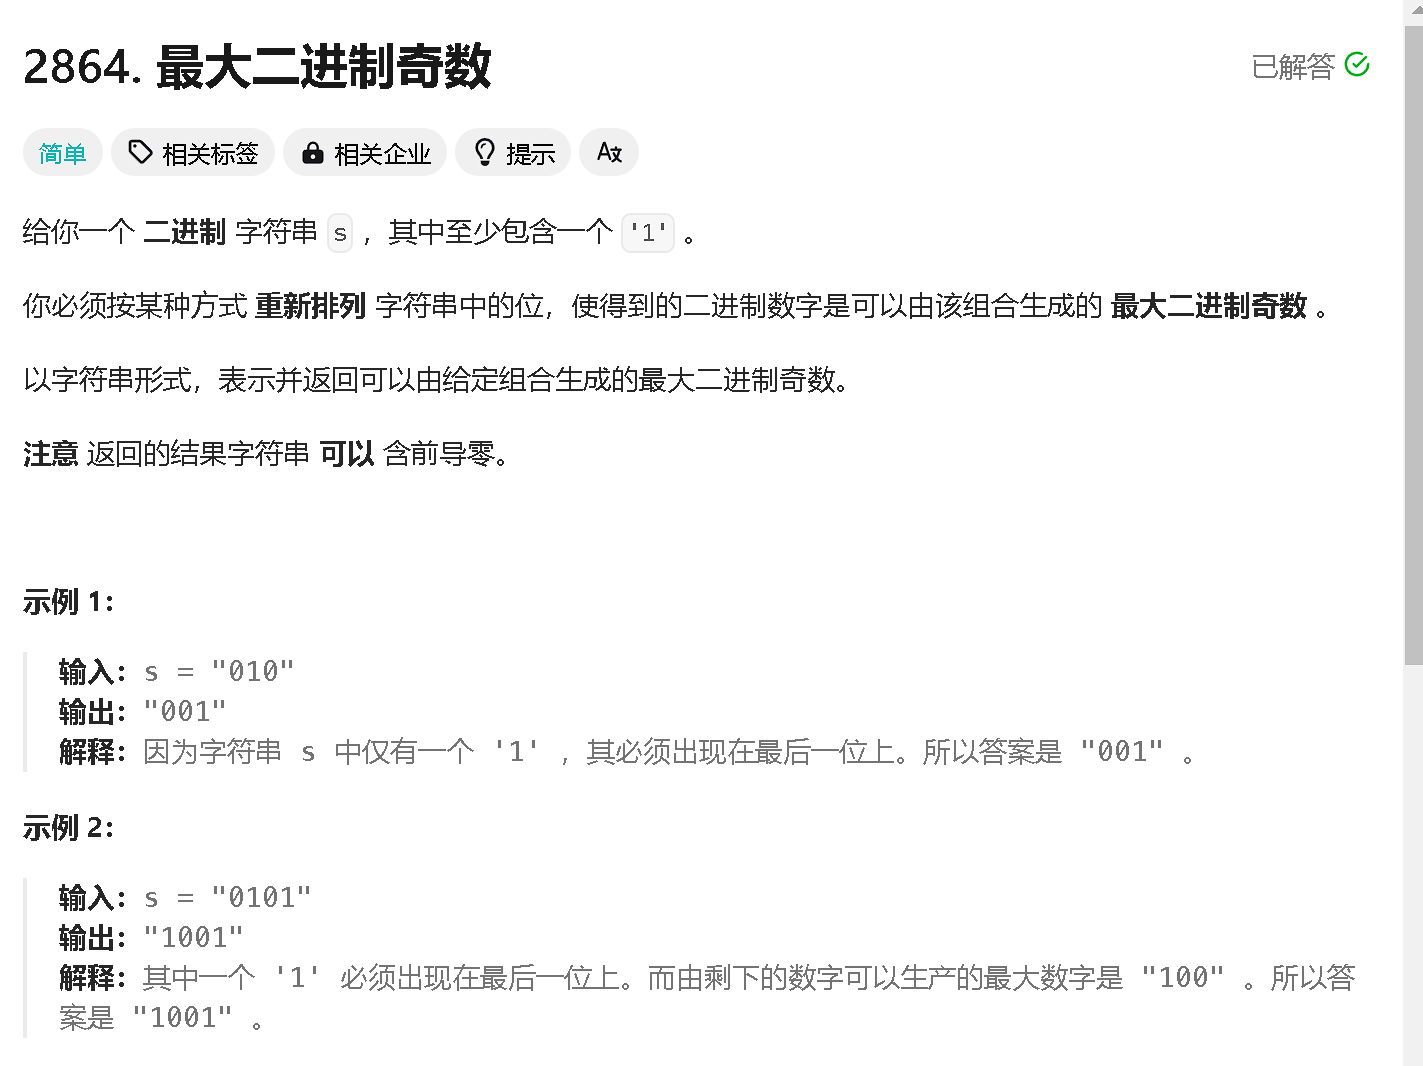 2864. 最大二进制奇数
已解答
简单 相关标签 相关企业 提示
给你一个 二进制 字符串 s ，其中至少包含一个 '1' 。
你必须按某种方式 重新排列 字符串中的位，使得到的二进制数字是可以由该组合生成的 最大二进制奇数 。
以字符串形式，表示并返回可以由给定组合生成的最大二进制奇数。
注意 返回的结果字符串 可以 含前导零。
示例 1：
输入：s = "010"
输出："001"
解释：因为字符串 s 中仅有一个 '1' ，其必须出现在最后一位上。所以答案是 "001" 。
示例 2：
输入：s = "0101"
输出："1001"
解释：其中一个 '1' 必须出现在最后一位上。而由剩下的数字可以生产的最大数字是 "100" 。所以答
案是 "1001" 。